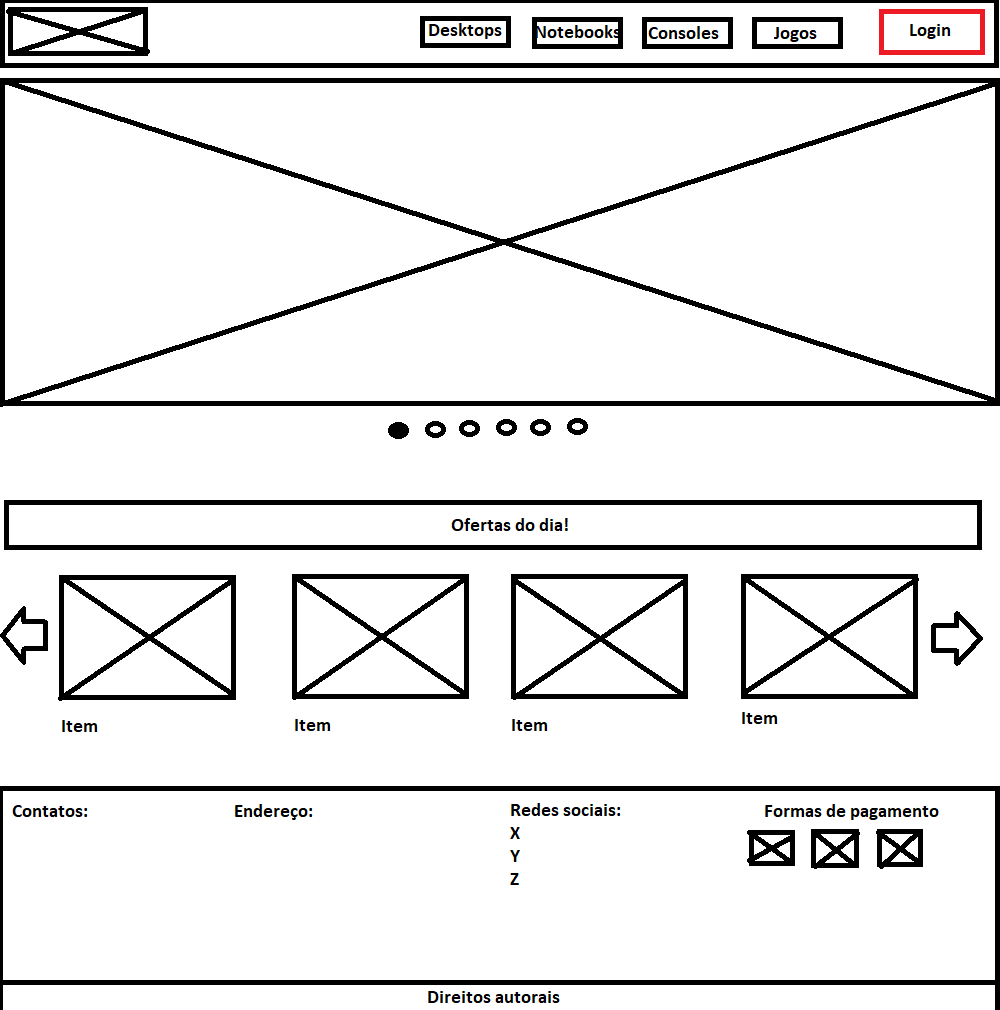 Desktops
Notebooks
Consoles
Jogos
Login
Ofertas do dia!
Item
Item
Item
Item
Contatos:
Endereço:
Redes sociais:
X
Y
Z
Formas de pagamento
Direitos autorais